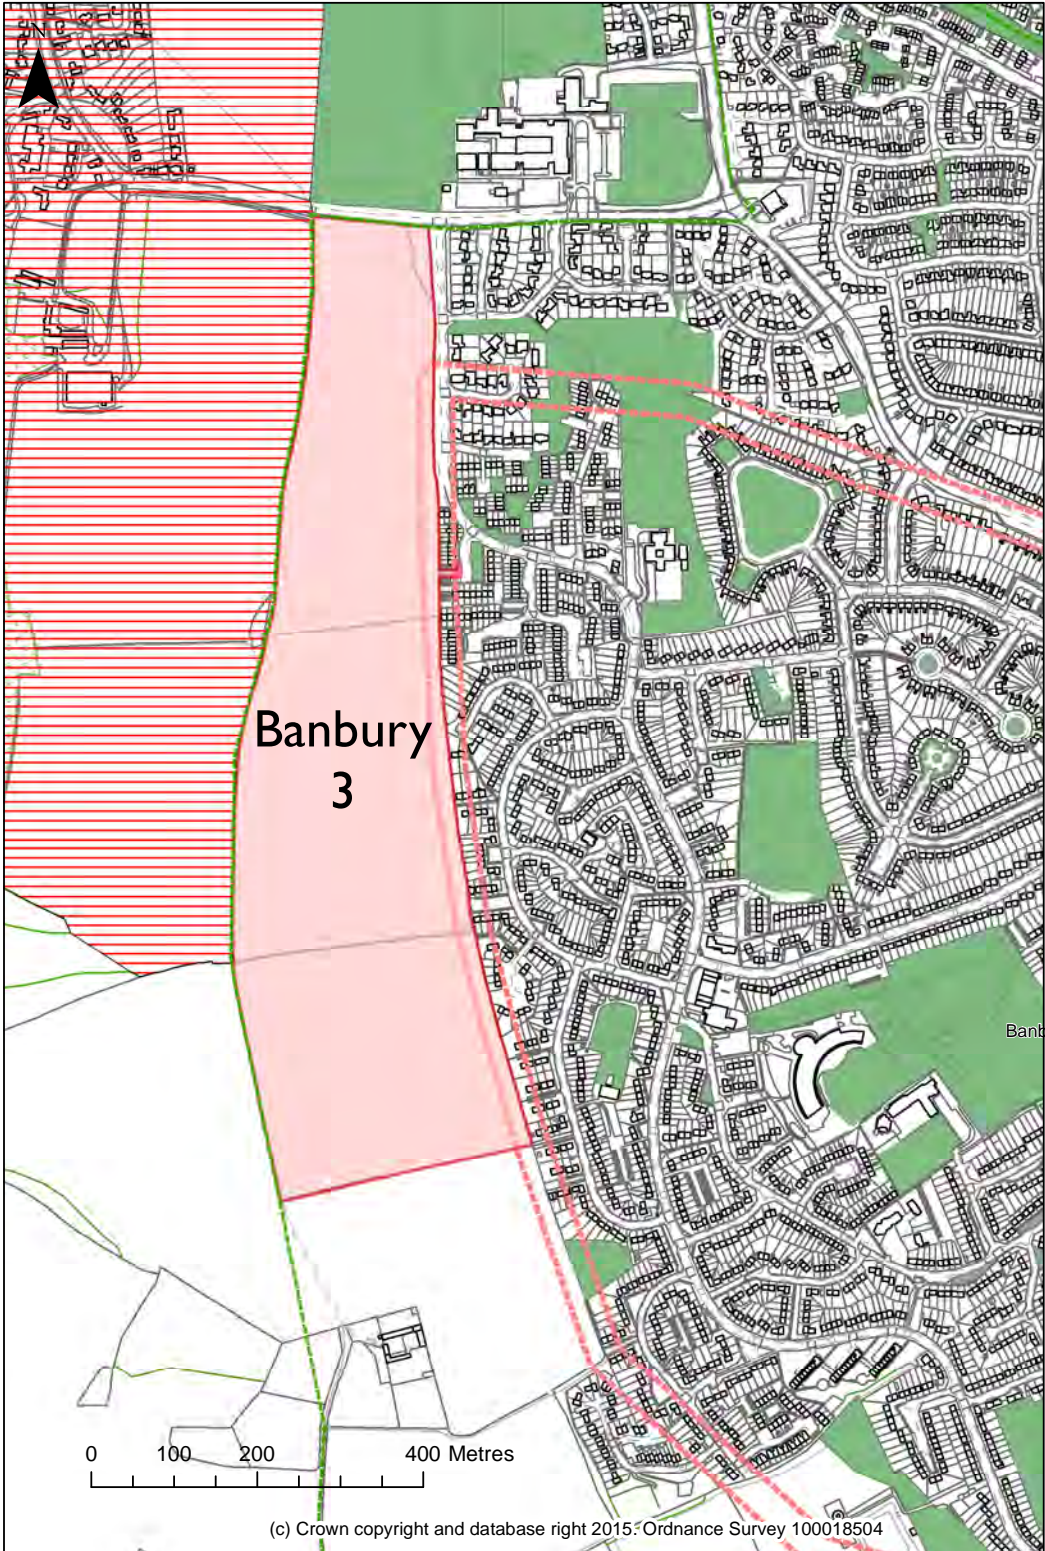 N
Banbury
3
Banb
0 100 200 400 Metres
(c) Crown copyright and database right 2015. Ordnance Survey 100018504